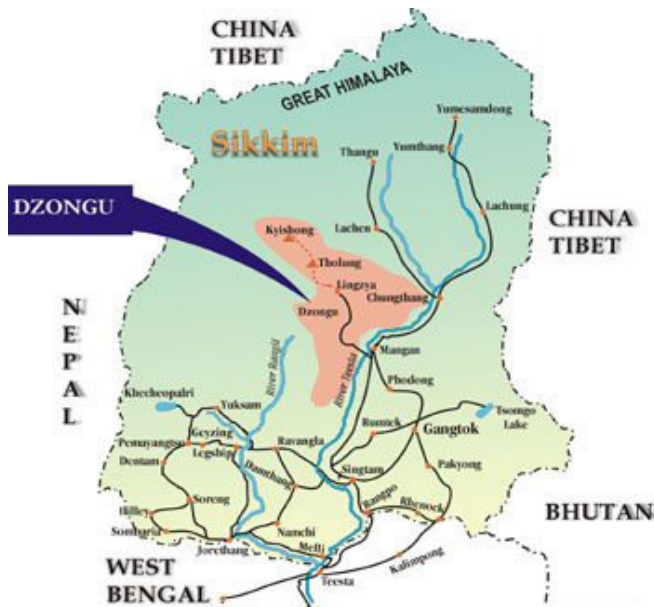 CHINA
TIBET
GREAT HIMALAYA
Yumesamdong
Sikkim
Thangu
Yumthang
DZONGU
Lachung
CHINA
TIBET
Kyishong
Lachen
Tholung
Lingzya
Chungthang
Dzongu
NEPAL
Mangan
River Rangit
River Teesta
Phodong
Khecheopalri
Yuksam
Rumtek
Gangtok
Tsomgo
Lake
Geyzing
Pemayangtse
Legship
Ravangla
Dentam
Damthang
Singtam
Pakyong
Soreng
Rangpo
Rhenock
Hilley
Namchi
BHUTAN
Sombaria
Jorethang
Melli
WEST
BENGAL
Teesta
Kalimpong